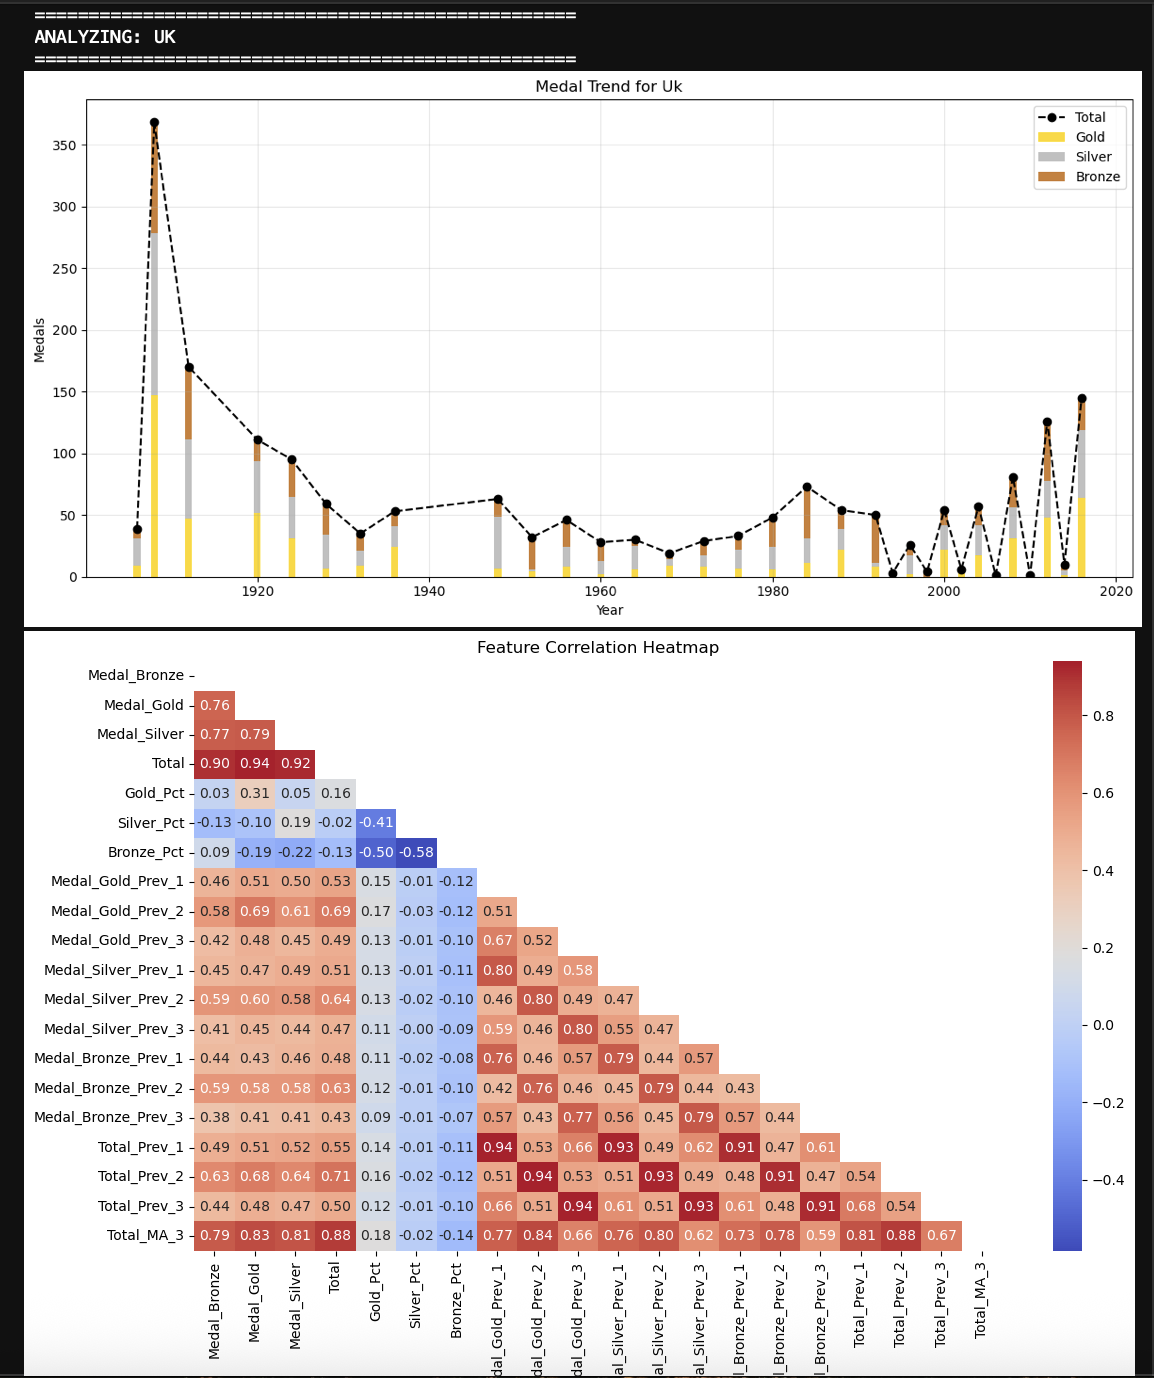 ============================================================
ANALYZING: UK
============================================================
Medal Trend for Uk
Total
Gold
Silver
Bronze
Medals
350
300
250
200
150
100
50
0
1920 1940 1960 1980 2000 2020
Year
Feature Correlation Heatmap
Medal_Bronze
Medal_Gold 0.76
Medal_Silver 0.77 0.79
Total 0.90 0.94 0.92
Gold_Pct 0.03 0.31 0.05 0.16
Silver_Pct -0.13 -0.10 0.19 -0.02 -0.41
Bronze_Pct 0.09 -0.19 -0.22 -0.13 -0.50 -0.58
Medal_Gold_Prev_1 0.46 0.51 0.50 0.53 0.15 -0.01 -0.12
Medal_Gold_Prev_2 0.58 0.69 0.61 0.69 0.17 -0.03 -0.12 0.51
Medal_Gold_Prev_3 0.42 0.48 0.45 0.49 0.13 -0.01 -0.10 0.67 0.52
Medal_Silver_Prev_1 0.45 0.47 0.49 0.51 0.13 -0.01 -0.11 0.80 0.49 0.58
Medal_Silver_Prev_2 0.59 0.60 0.58 0.64 0.13 -0.02 -0.10 0.46 0.80 0.49 0.47
Medal_Silver_Prev_3 0.41 0.45 0.44 0.47 0.11 -0.00 -0.09 0.59 0.46 0.80 0.55 0.47
Medal_Bronze_Prev_1 0.44 0.43 0.46 0.48 0.11 -0.02 -0.08 0.76 0.46 0.57 0.79 0.44 0.57
Medal_Bronze_Prev_2 0.59 0.58 0.58 0.63 0.12 -0.01 -0.10 0.42 0.76 0.46 0.45 0.79 0.44 0.43
Medal_Bronze_Prev_3 0.38 0.41 0.41 0.43 0.09 -0.01 -0.07 0.57 0.43 0.77 0.56 0.45 0.79 0.57 0.44
Total_Prev_1 0.49 0.51 0.52 0.55 0.14 -0.01 -0.11 0.94 0.53 0.66 0.93 0.49 0.62 0.91 0.47 0.61
Total_Prev_2 0.63 0.68 0.64 0.71 0.16 -0.02 -0.12 0.51 0.94 0.53 0.51 0.93 0.49 0.48 0.91 0.47 0.54
Total_Prev_3 0.44 0.48 0.47 0.50 0.12 -0.01 -0.10 0.66 0.51 0.94 0.61 0.51 0.93 0.61 0.48 0.91 0.68 0.54
Total_MA_3 0.79 0.83 0.81 0.88 0.18 -0.02 -0.14 0.77 0.84 0.66 0.76 0.80 0.62 0.73 0.78 0.59 0.81 0.88 0.67
0.8
0.6
0.4
0.2
0.0
−0.2
−0.4
Medal_Bronze
Medal_Gold
Medal_Silver
Total
Gold_Pct
Silver_Pct
Bronze_Pct
dal_Gold_Prev_1
dal_Gold_Prev_2
dal_Gold_Prev_3
al_Silver_Prev_1
al_Silver_Prev_2
al_Silver_Prev_3
l_Bronze_Prev_1
l_Bronze_Prev_2
l_Bronze_Prev_3
Total_Prev_1
Total_Prev_2
Total_Prev_3
Total_MA_3